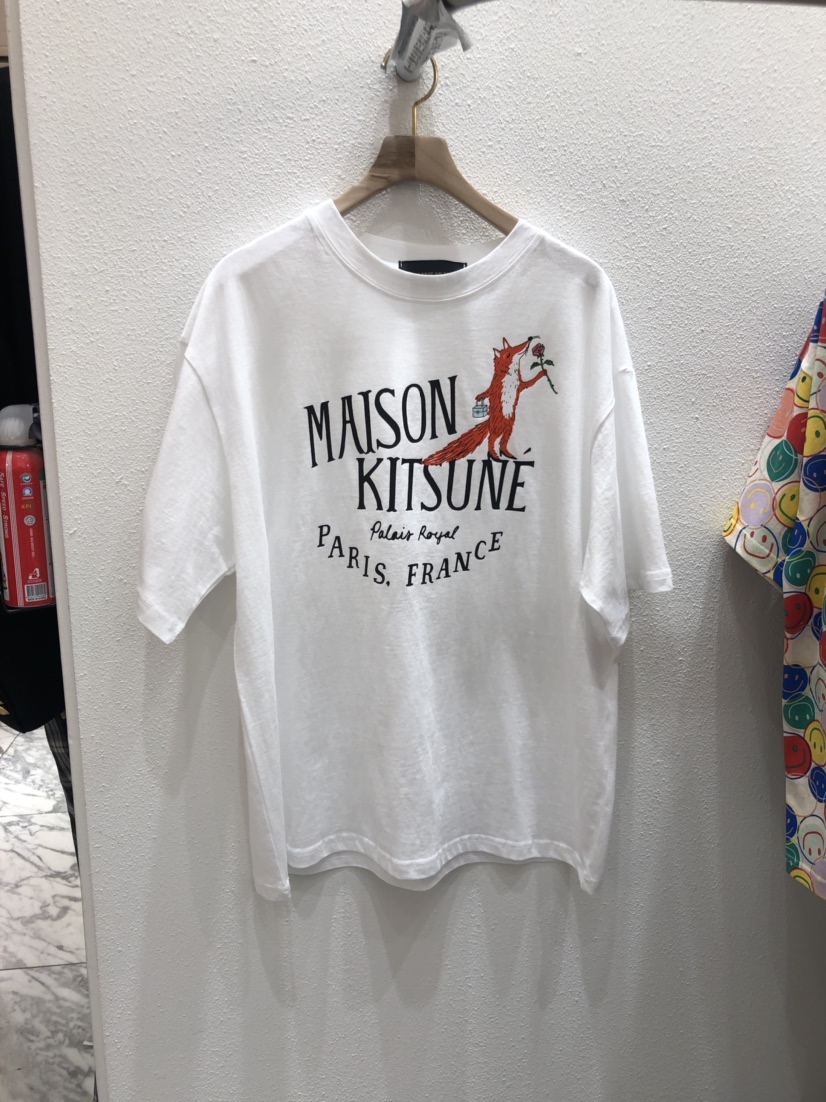 MAISON
KITSUNÉ
Palais Royal
PARIS, FRANCE